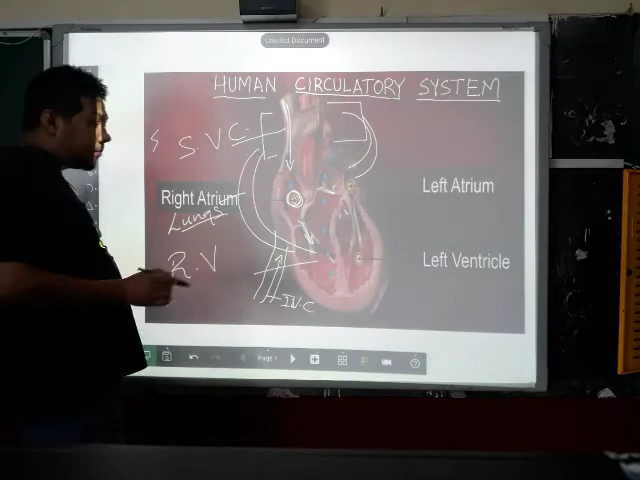 Untitled Document
HUMAN CIRCULATORY SYSTEM
S.V.C.
Right Atrium
Left Atrium
Lungs
R.V
Left Ventricle
I.V.C
Page 1